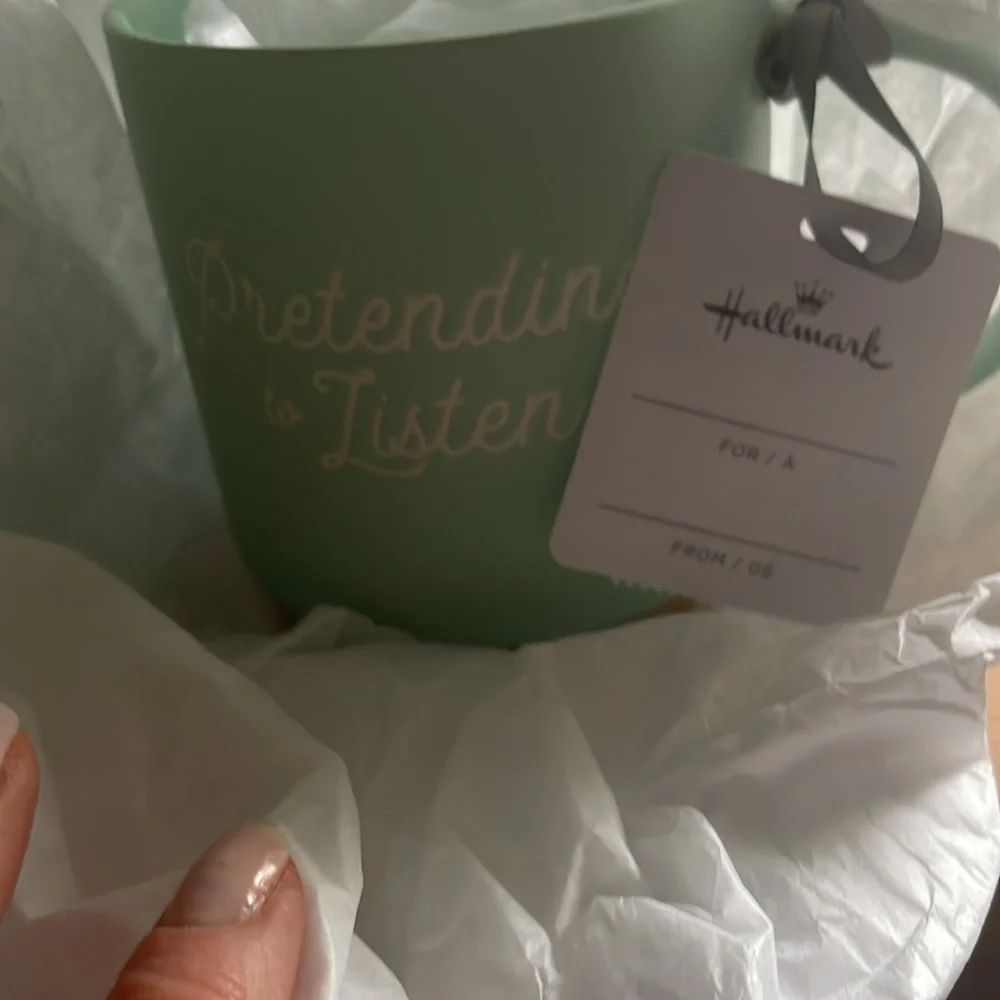 Pretendin
to Listen
Hallmark
FOR / À
FROM / DE